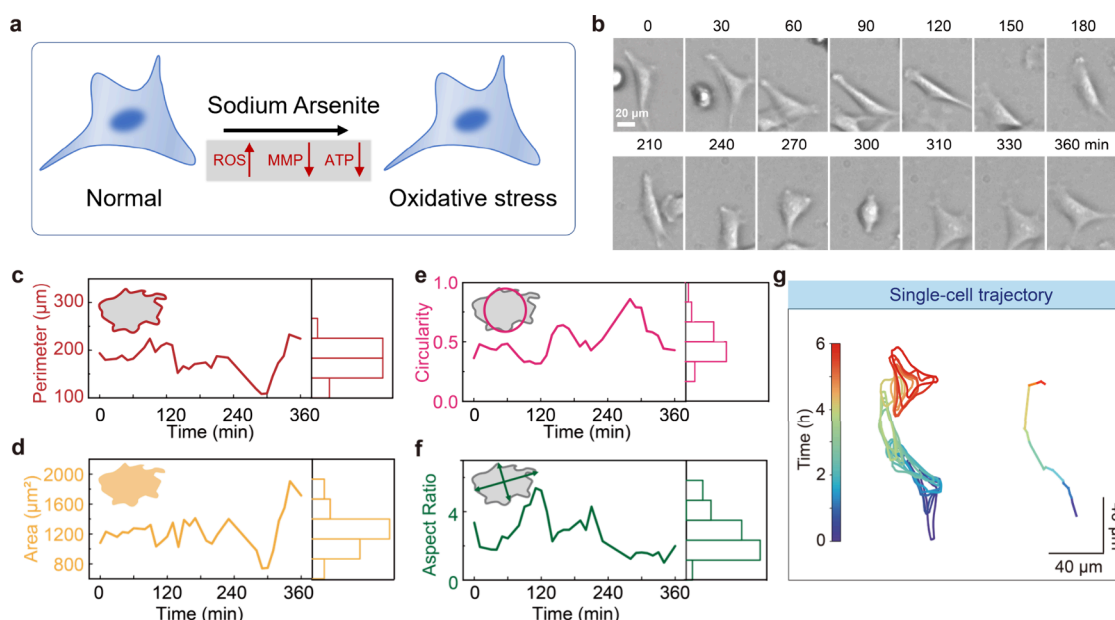 a
Sodium Arsenite
ROS MMP ATP
Normal
Oxidative stress
b
0 30 60 90 120 150 180
20 μm
210 240 270 300 310 330 360 min
c
Perimeter (μm)
300
200
100
0 120 240 360
Time (min)
e
Circularity
1.0
0.5
0.0
0 120 240 360
Time (min)
d
Area (μm²)
2000
1600
1200
800
0 120 240 360
Time (min)
f
Aspect Ratio
4
0
0 120 240 360
Time (min)
g
Single-cell trajectory
Time (h)
6
4
2
0
40 μm